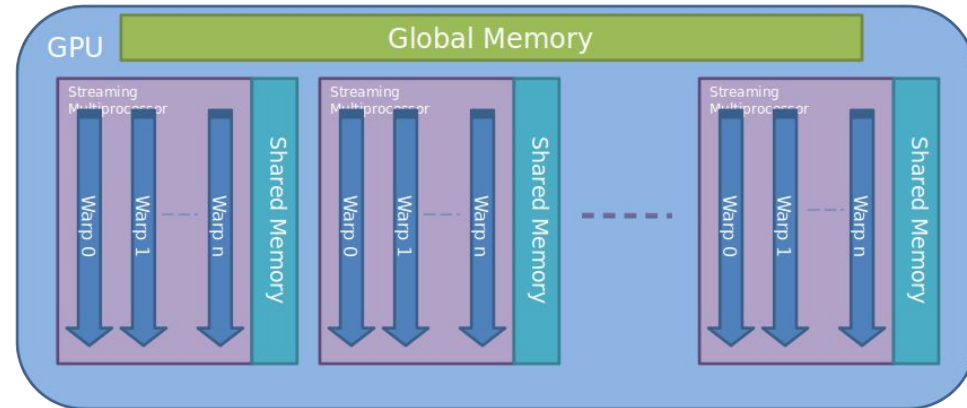 GPU
Global Memory
Streaming
Multiprocessor
Warp 0
Warp 1
Warp n
Shared Memory
Streaming
Multiprocessor
Warp 0
Warp 1
Warp n
Shared Memory
Streaming
Multiprocessor
Warp 0
Warp 1
Warp n
Shared Memory